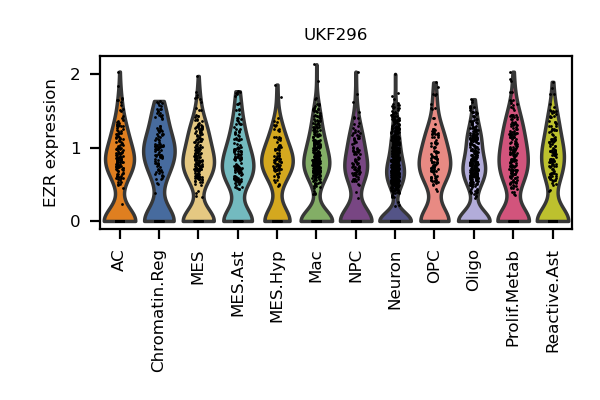 UKF296
EZR expression
2
1
0
AC
Chromatin.Reg
MES
MES.Ast
MES.Hyp
Mac
NPC
Neuron
OPC
Oligo
Prolif.Metab
Reactive.Ast